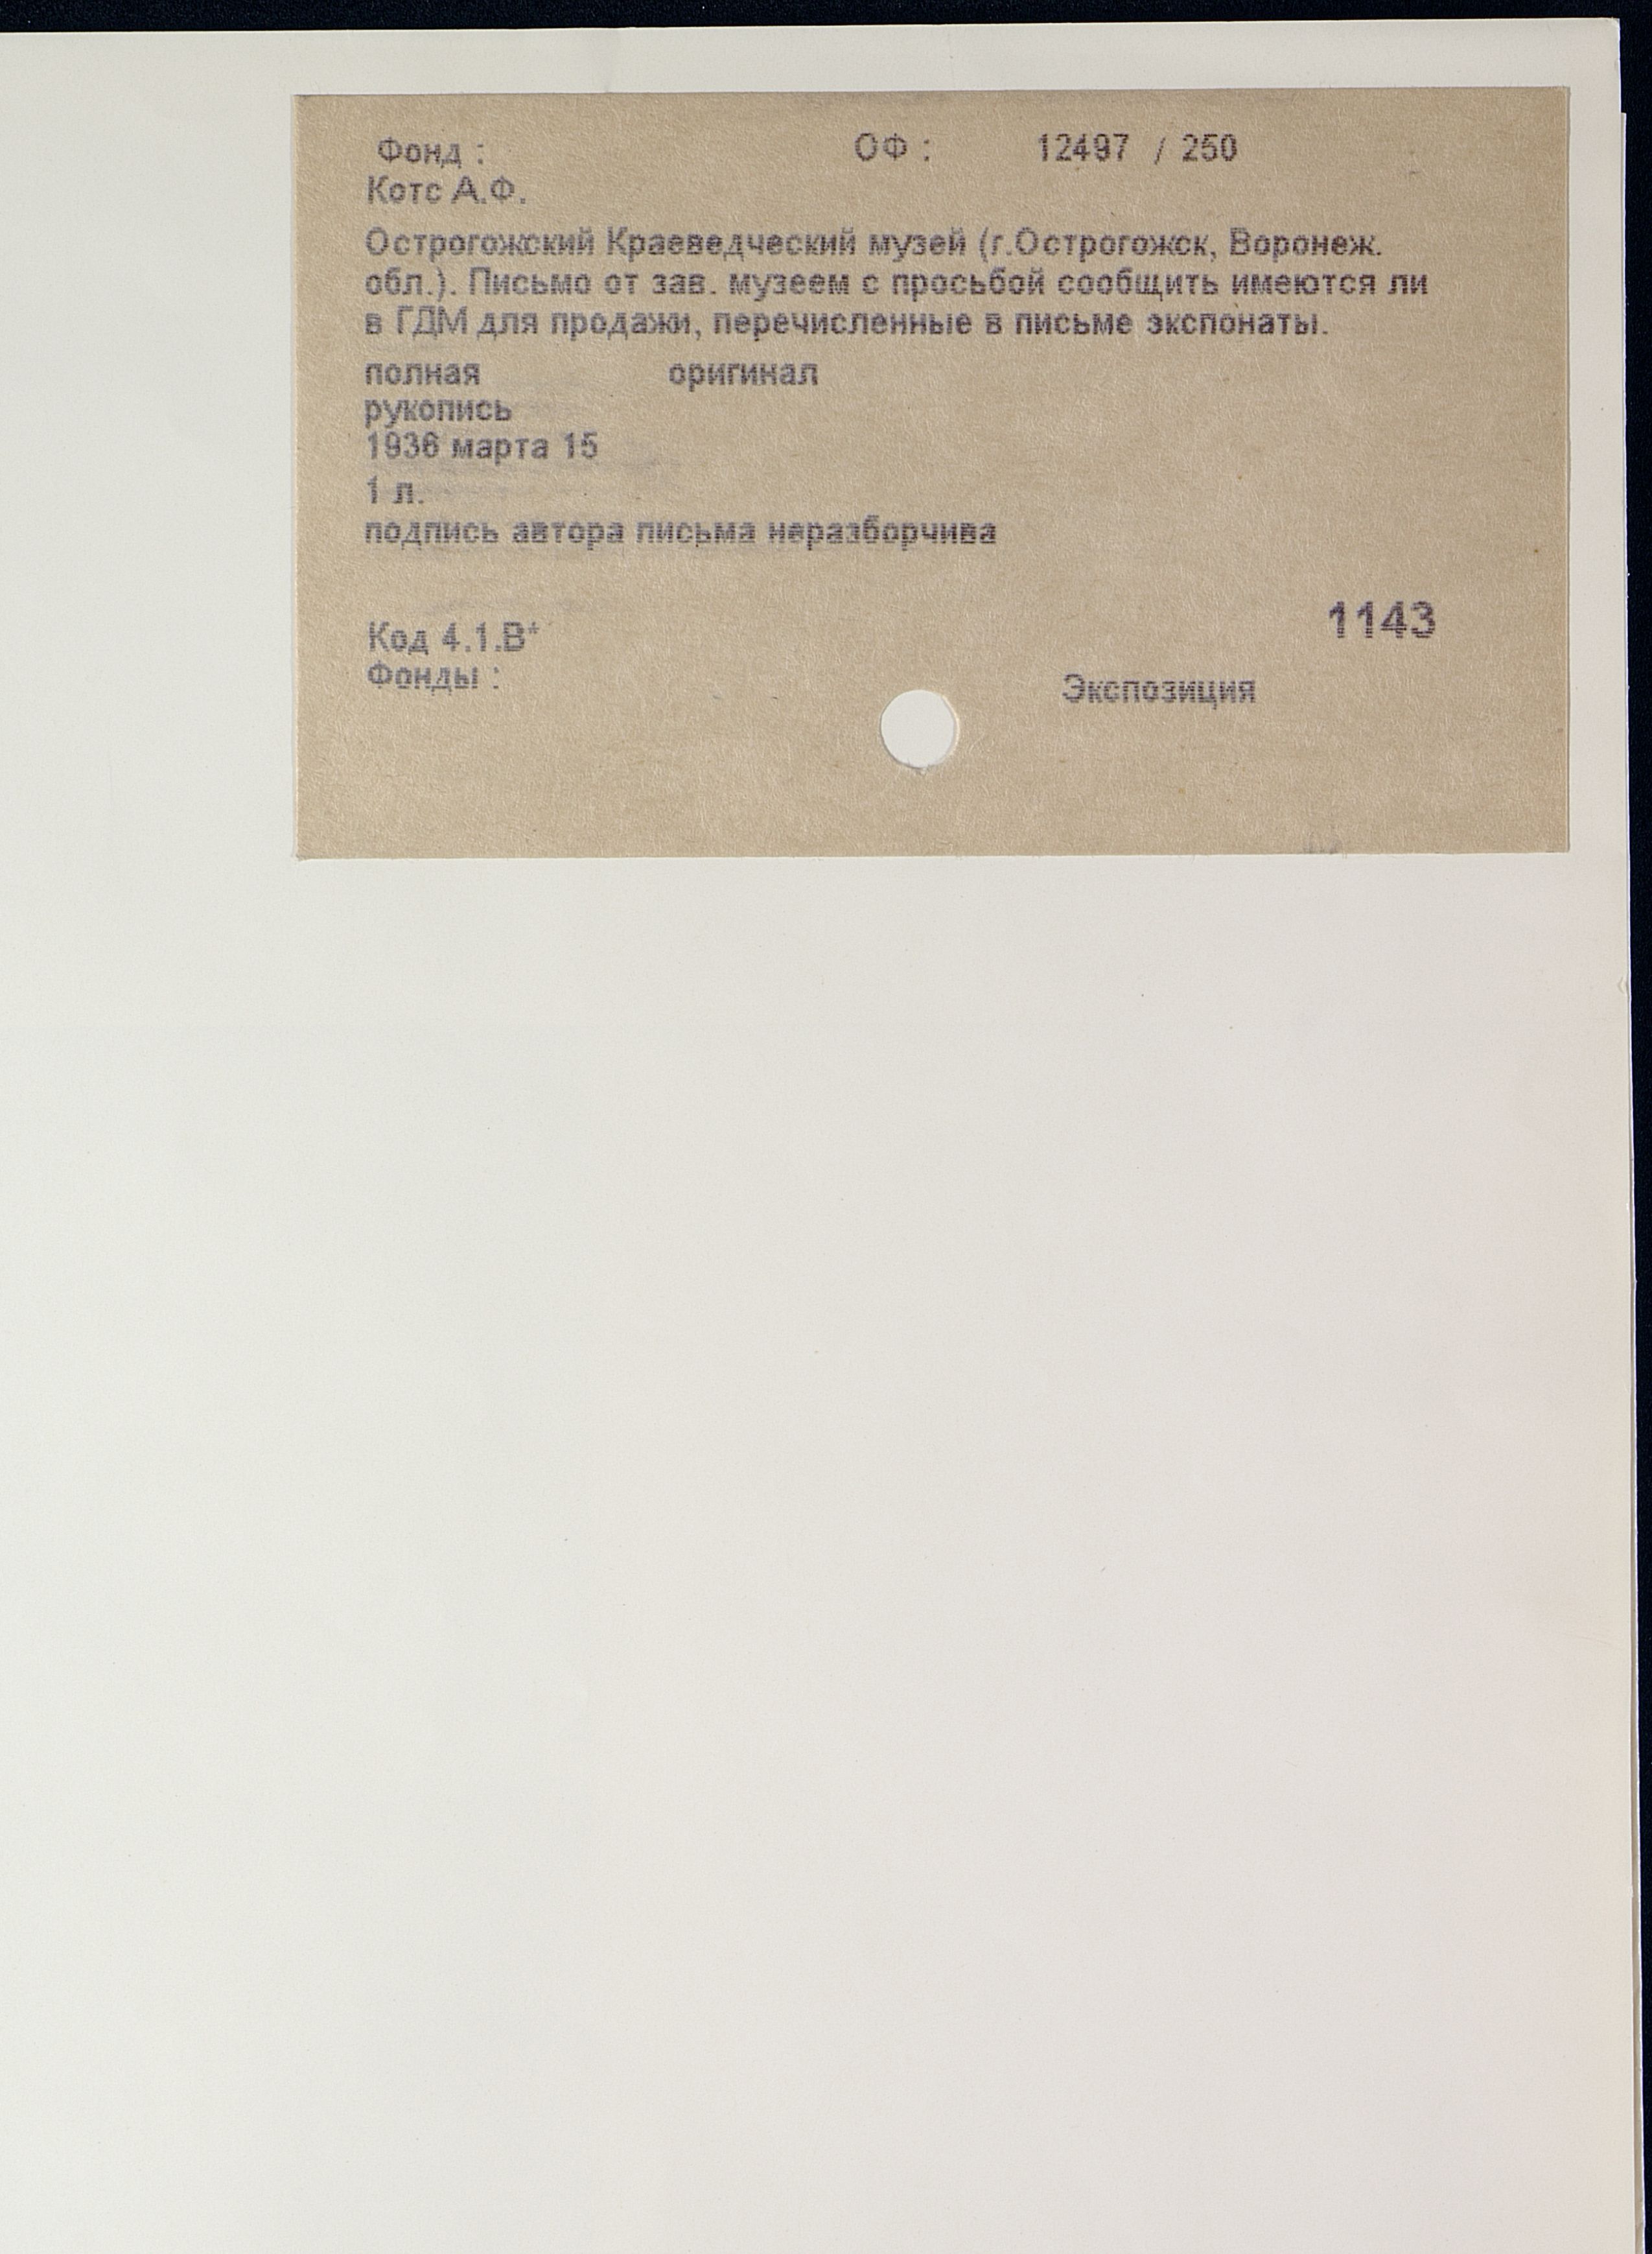 Фонд : ОФ : 12497 / 250
Котс А.Ф.
Острогожский Краеведческий музей (г.Острогожск, Воронеж.
обл.). Письмо от зав. музеем с просьбой сообщить имеются ли
в ГДМ для продажи, перечисленные в письме экспонаты.
полная оригинал
рукопись
1936 марта 15
1 л.
подпись автора письма неразборчива
1143
Код 4.1.В*
Фонды :
Экспозиция